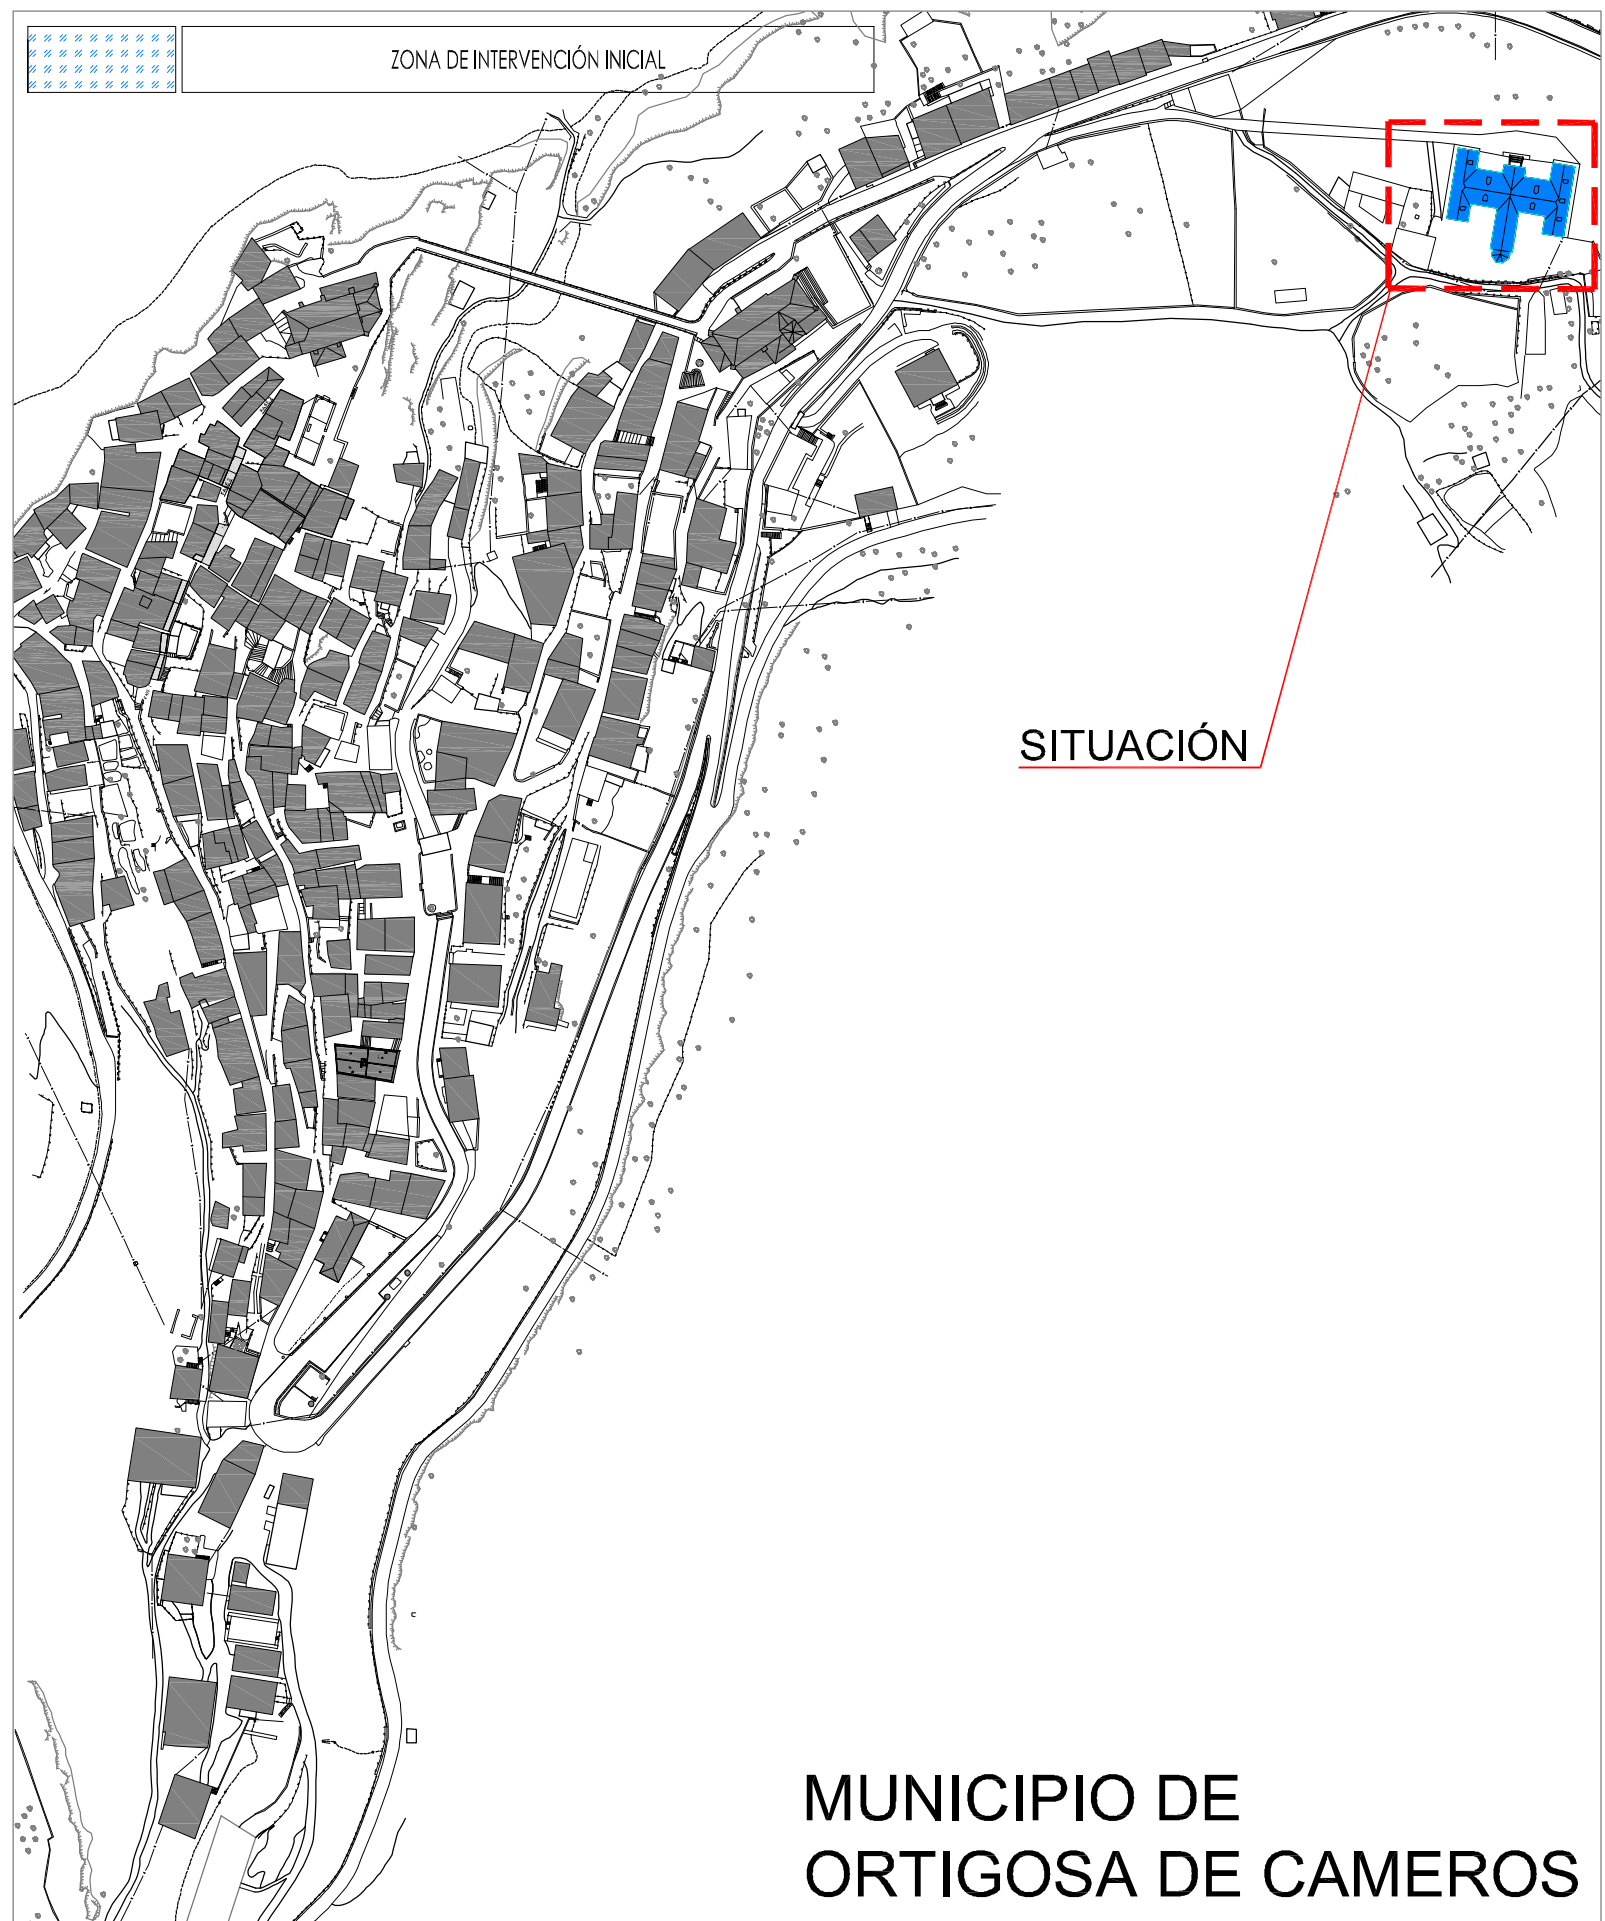 ZONA DE INTERVENCIÓN INICIAL
SITUACIÓN
MUNICIPIO DE
ORTIGOSA DE CAMEROS